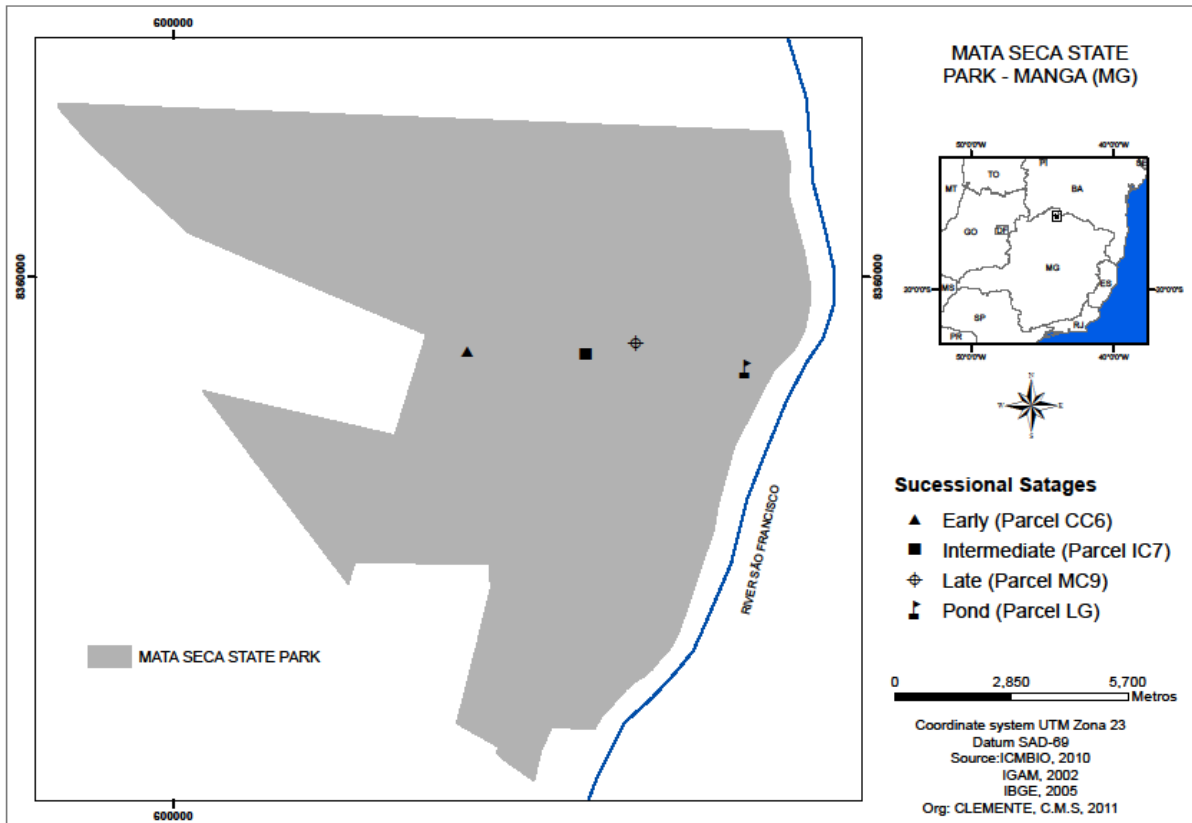 600000
MATA SECA STATE
PARK - MANGA (MG)
8360000
8360000
50°0'0"W
40°0'0"W
PI
TO
MT
BA
GO
DF
MG
MS
ES
SP
RJ
PR
20°0'0"S
20°0'0"S
50°0'0"W
40°0'0"W
N
W
E
S
RIVER SÃO FRANCISCO
Sucessional Satages
Early (Parcel CC6)
Intermediate (Parcel IC7)
Late (Parcel MC9)
Pond (Parcel LG)
MATA SECA STATE PARK
0
2,850
5,700
Metros
Coordinate system UTM Zona 23
Datum SAD-69
Source:ICMBIO, 2010
IGAM, 2002
IBGE, 2005
Org: CLEMENTE, C.M.S, 2011
600000